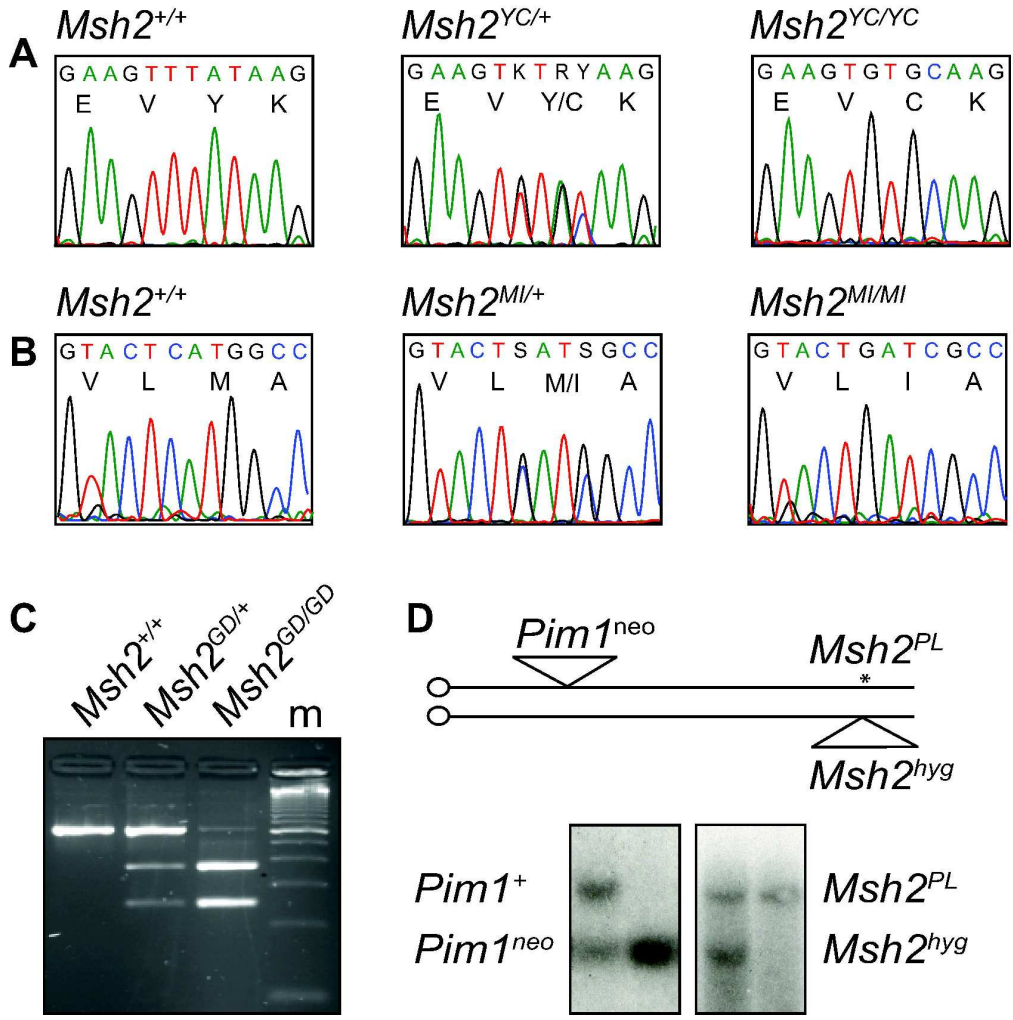 Msh2+/+ Msh2YC/+ Msh2YC/YC
A
GAAGTTTATAAG GAAGTKTRYAAG GAAGTGTGCAAG
E V Y K E V Y/C K E V C K
Msh2+/+ Msh2MI/+ Msh2MI/MI
B
GTACTCATGGCC GTACTSATSGCC GTACTGATCGCC
V L M A V L M/I A V L I A
C
Msh2+/+
Msh2GD/+
Msh2GD/GD
m
D
Pim1neo
Msh2PL
*
Msh2hyg
Pim1+ Msh2PL
Pim1neo Msh2hyg